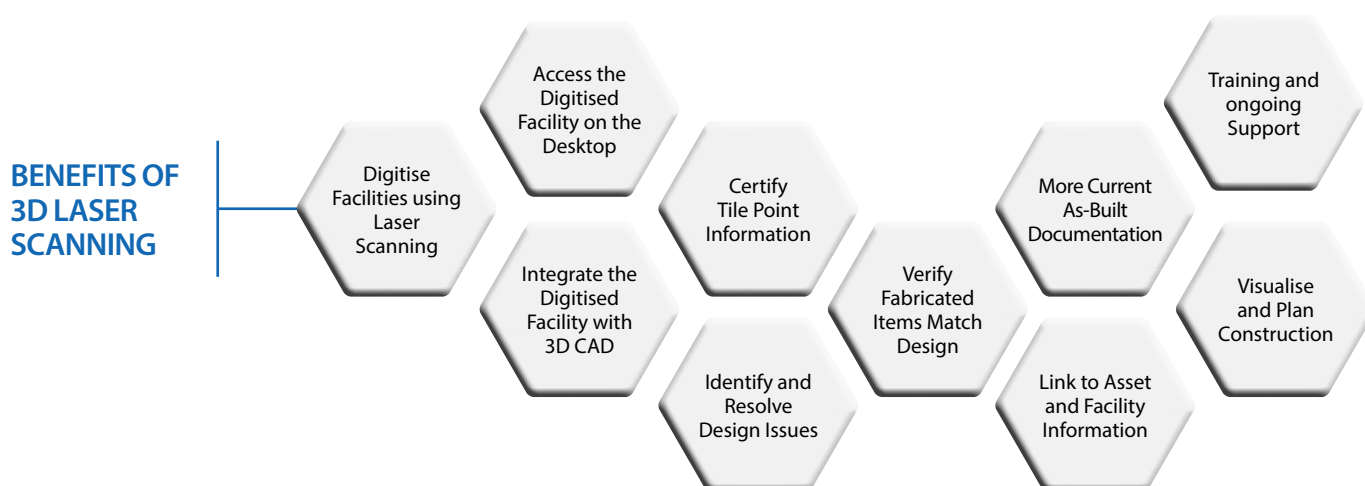 BENEFITS OF
3D LASER
SCANNING
Digitise
Facilities using
Laser
Scanning
Access the
Digitised
Facility on the
Desktop
Integrate the
Digitised
Facility with
3D CAD
Certify
Tile Point
Information
Identify and
Resolve
Design Issues
Verify
Fabricated
Items Match
Design
More Current
As-Built
Documentation
Link to Asset
and Facility
Information
Training and
ongoing
Support
Visualise
and Plan
Construction